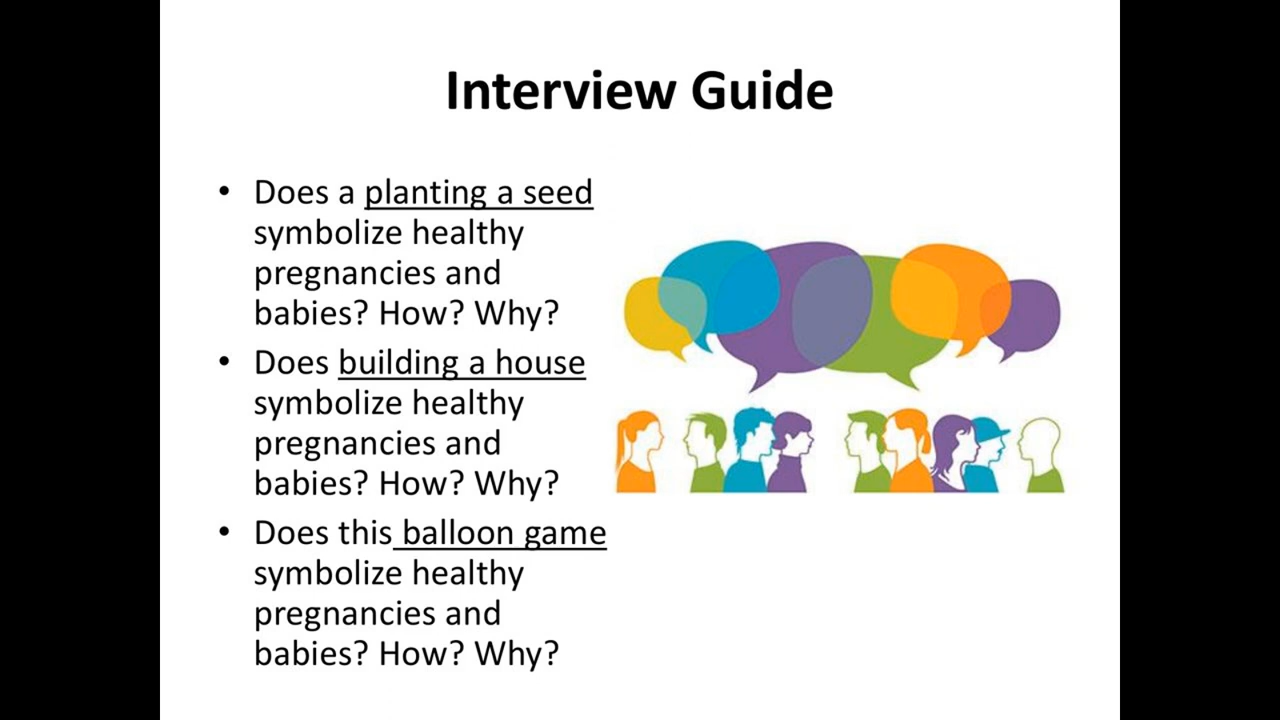 Interview Guide
• Does a planting a seed
symbolize healthy
pregnancies and
babies? How? Why?
• Does building a house
symbolize healthy
pregnancies and
babies? How? Why?
• Does this balloon game
symbolize healthy
pregnancies and
babies? How? Why?